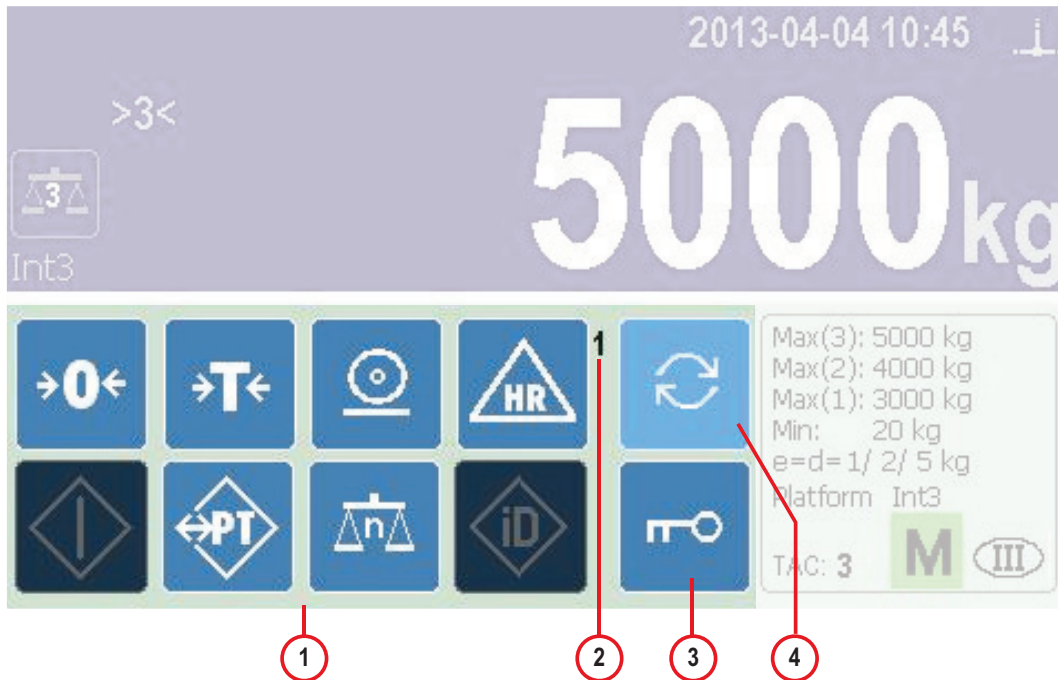 2013-04-04 10:45
>3<
5000 kg
3
Int3
→0←
→T←
HR
1
PT
n
iD
Max(3): 5000 kg
Max(2): 4000 kg
Max(1): 3000 kg
Min: 20 kg
e=d= 1/ 2/ 5 kg
Platform Int3
TAC: 3 M III
1
2
3
4